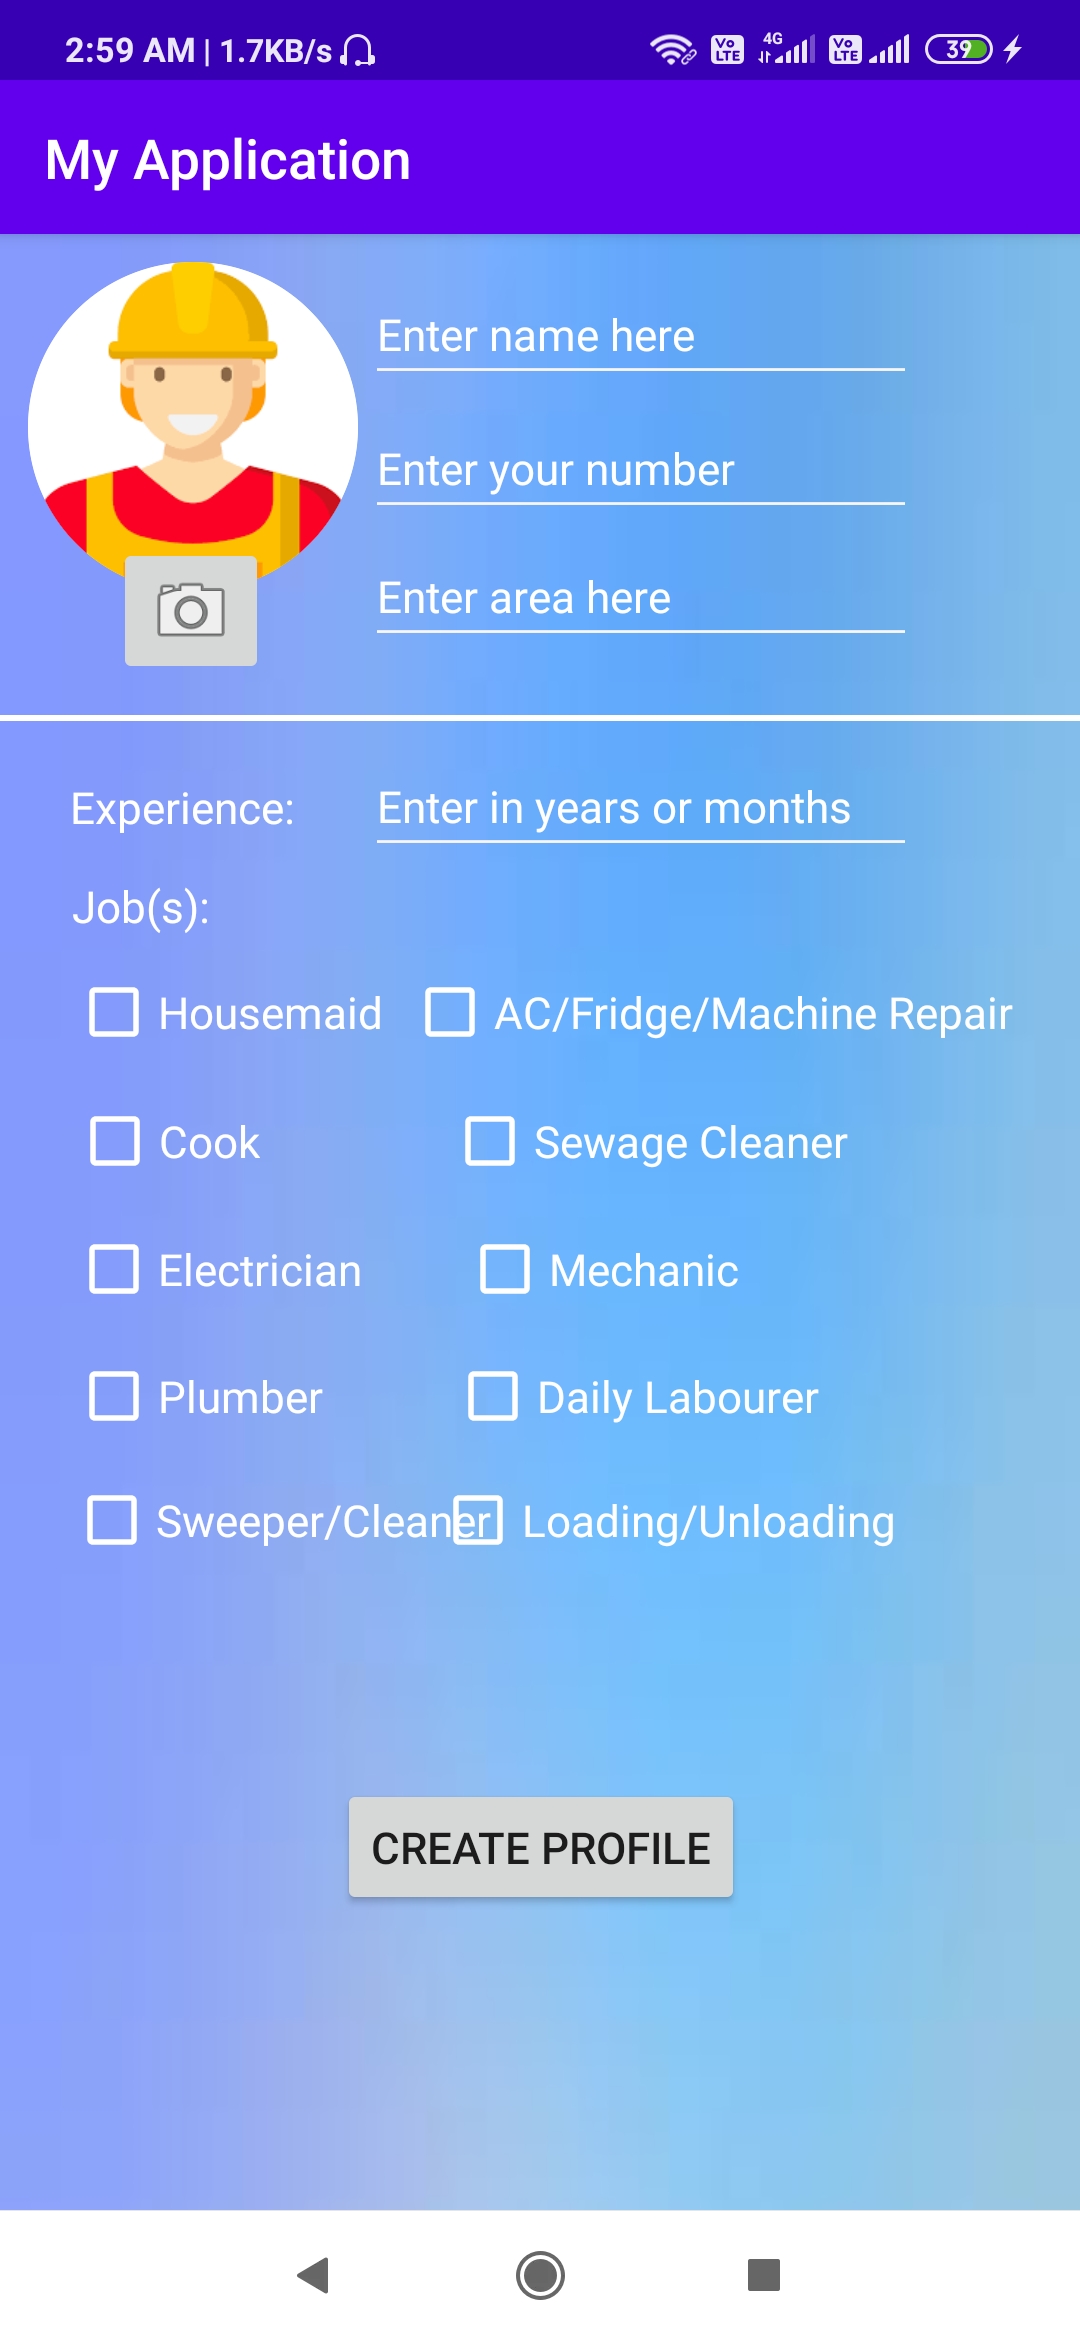 2:59 AM | 1.7KB/s Vo LTE 4G Vo LTE 39
My Application
Enter name here
Enter your number
Enter area here
Experience: Enter in years or months
Job(s):
Housemaid AC/Fridge/Machine Repair
Cook Sewage Cleaner
Electrician Mechanic
Plumber Daily Labourer
Sweeper/Cleaner Loading/Unloading
CREATE PROFILE